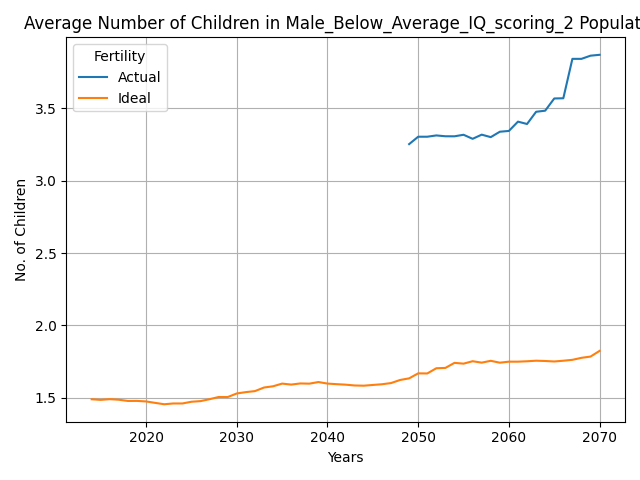 Average Number of Children in Male_Below_Average_IQ_scoring_2 Populat
Fertility
Actual
Ideal
3.5
3.0
2.5
2.0
1.5
No. of Children
2020 2030 2040 2050 2060 2070
Years